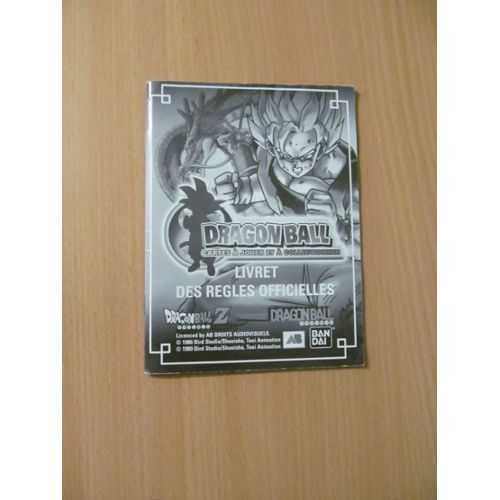 DRAGON BALL
CARTES À JOUER ET À COLLECTIONNER
LIVRET
DES REGLES OFFICIELLES
DRAGON BALL Z
DRAGON BALL
Licenced by AB DROITS AUDIOVISUELS.
© 1986 Bird Studio/Shueisha, Toei Animation
© 1989 Bird Studio/Shueisha, Toei Animation
AB
BAN
DAI